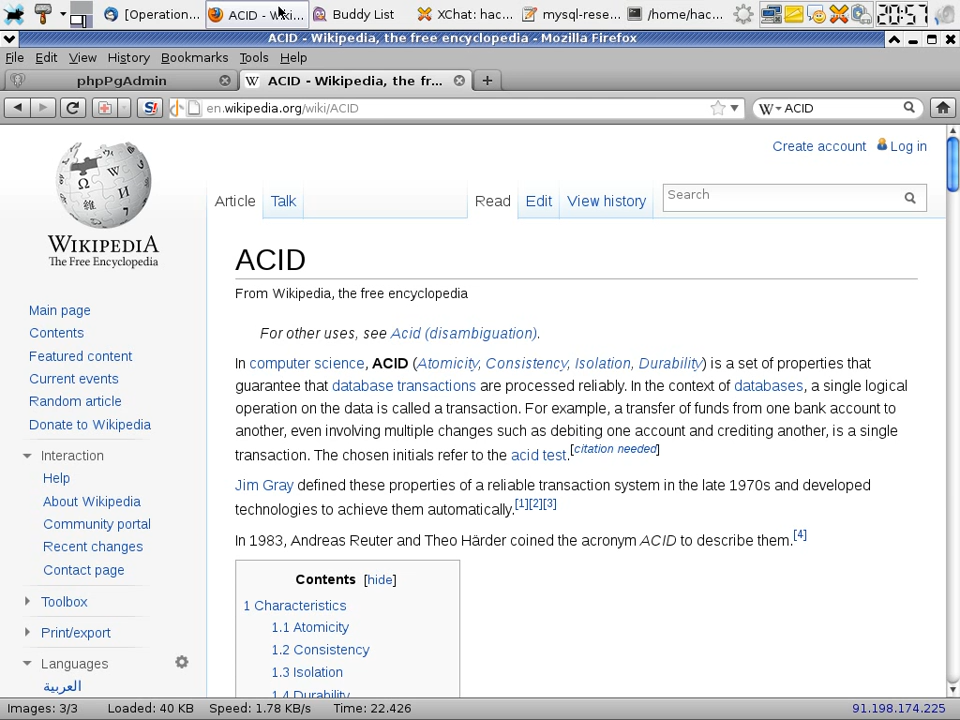 [Operation... ACID - Wiki... Buddy List XChat: hac... mysql-rese... /home/hac... 20:57
ACID - Wikipedia, the free encyclopedia - Mozilla Firefox
File Edit View History Bookmarks Tools Help
phpPgAdmin W ACID - Wikipedia, the fr... +
S! en.wikipedia.org/wiki/ACID W ACID
Create account Log in
Article Talk Read Edit View history Search
WIKIPEDIA
The Free Encyclopedia
Main page
Contents
Featured content
Current events
Random article
Donate to Wikipedia
Interaction
Help
About Wikipedia
Community portal
Recent changes
Contact page
Toolbox
Print/export
Languages
العربية
ACID
From Wikipedia, the free encyclopedia
For other uses, see Acid (disambiguation).
In computer science, ACID (Atomicity, Consistency, Isolation, Durability) is a set of properties that
guarantee that database transactions are processed reliably. In the context of databases, a single logical
operation on the data is called a transaction. For example, a transfer of funds from one bank account to
another, even involving multiple changes such as debiting one account and crediting another, is a single
transaction. The chosen initials refer to the acid test.[citation needed]
Jim Gray defined these properties of a reliable transaction system in the late 1970s and developed
technologies to achieve them automatically.[1][2][3]
In 1983, Andreas Reuter and Theo Härder coined the acronym ACID to describe them.[4]
Contents [hide]
1 Characteristics
1.1 Atomicity
1.2 Consistency
1.3 Isolation
1.4 Durability
Images: 3/3 Loaded: 40 KB Speed: 1.78 KB/s Time: 22.426 91.198.174.225